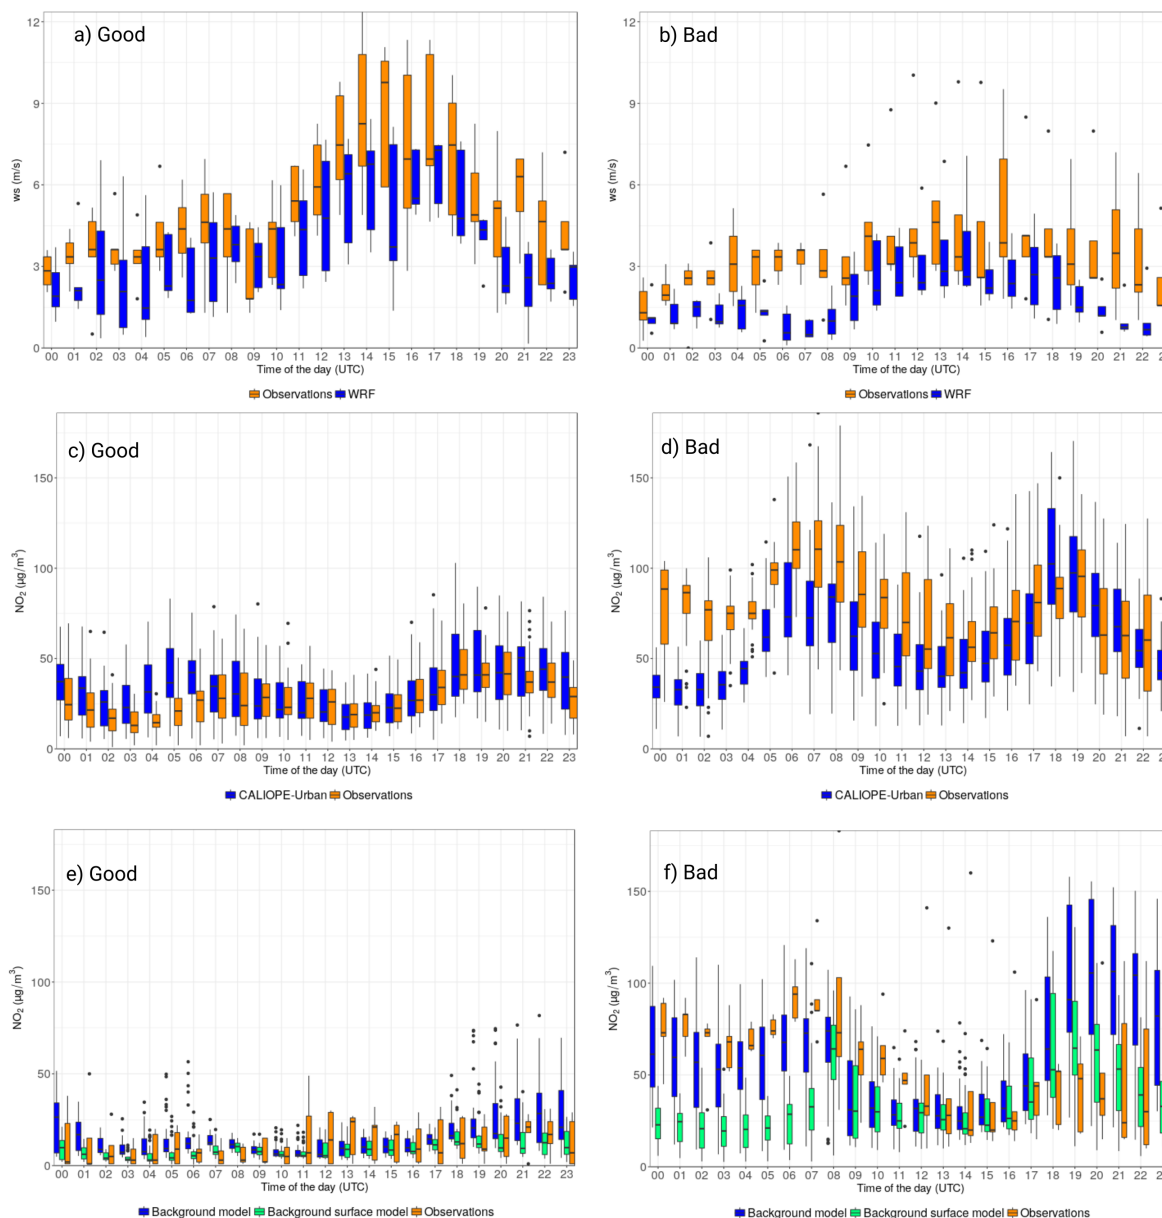 a) Good
12
9
6
3
0
ws (m/s)
00 01 02 03 04 05 06 07 08 09 10 11 12 13 14 15 16 17 18 19 20 21 22 23
Time of the day (UTC)
Observations WRF
b) Bad
12
9
6
3
0
ws (m/s)
00 01 02 03 04 05 06 07 08 09 10 11 12 13 14 15 16 17 18 19 20 21 22 2
Time of the day (UTC)
Observations WRF
c) Good
150
100
50
0
NO₂ (µg/m³)
00 01 02 03 04 05 06 07 08 09 10 11 12 13 14 15 16 17 18 19 20 21 22 23
Time of the day (UTC)
CALIOPE-Urban Observations
d) Bad
150
100
50
0
NO₂ (µg/m³)
00 01 02 03 04 05 06 07 08 09 10 11 12 13 14 15 16 17 18 19 20 21 22 23
Time of the day (UTC)
CALIOPE-Urban Observations
e) Good
150
100
50
0
NO₂ (µg/m³)
00 01 02 03 04 05 06 07 08 09 10 11 12 13 14 15 16 17 18 19 20 21 22 23
Time of the day (UTC)
Background model Background surface model Observations
f) Bad
150
100
50
0
NO₂ (µg/m³)
00 01 02 03 04 05 06 07 08 09 10 11 12 13 14 15 16 17 18 19 20 21 22 2
Time of the day (UTC)
Background model Background surface model Observations